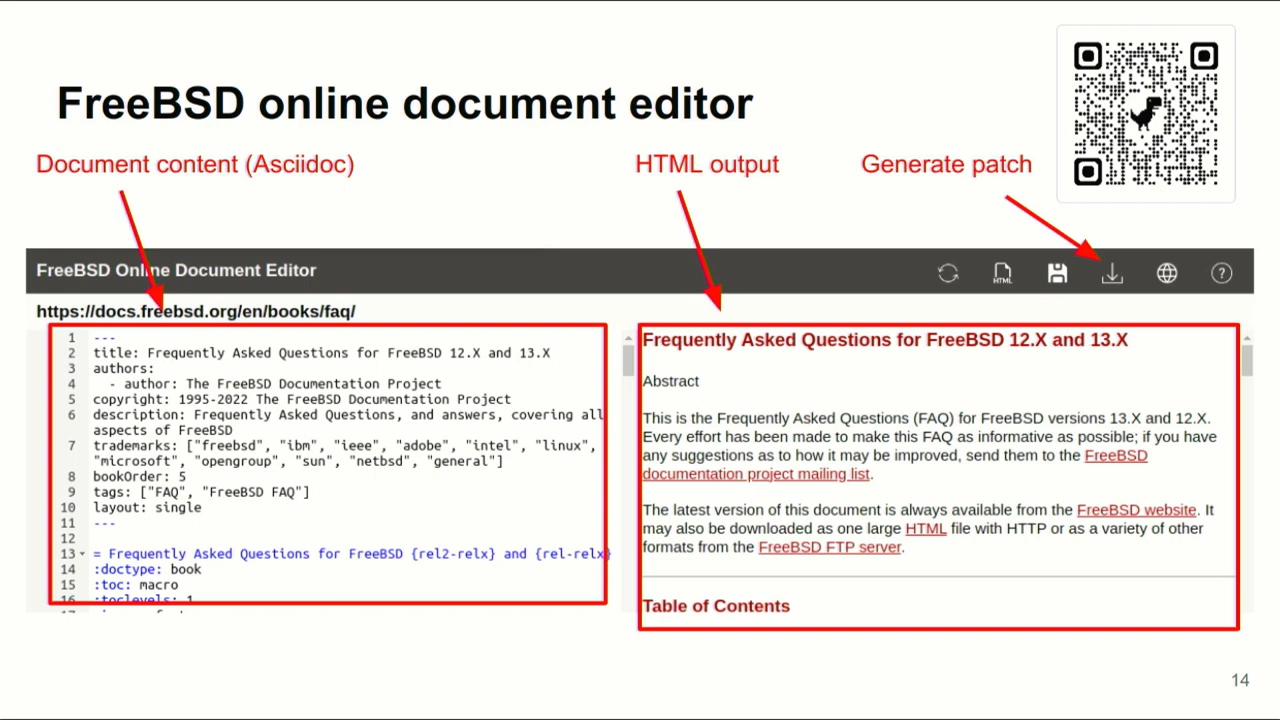 FreeBSD online document editor
Document content (Asciidoc)
HTML output
Generate patch
FreeBSD Online Document Editor
HTML
https://docs.freebsd.org/en/books/faq/
1 ---
2 title: Frequently Asked Questions for FreeBSD 12.X and 13.X
3 authors:
4   - author: The FreeBSD Documentation Project
5 copyright: 1995-2022 The FreeBSD Documentation Project
6 description: Frequently Asked Questions, and answers, covering all
aspects of FreeBSD
7 trademarks: ["freebsd", "ibm", "ieee", "adobe", "intel", "linux",
"microsoft", "opengroup", "sun", "netbsd", "general"]
8 bookOrder: 5
9 tags: ["FAQ", "FreeBSD FAQ"]
10 layout: single
11 ---
12
13 = Frequently Asked Questions for FreeBSD {rel2-relx} and {rel-relx}
14 :doctype: book
15 :toc: macro
16 :toclevels: 1
17
Frequently Asked Questions for FreeBSD 12.X and 13.X
Abstract
This is the Frequently Asked Questions (FAQ) for FreeBSD versions 13.X and 12.X.
Every effort has been made to make this FAQ as informative as possible; if you have
any suggestions as to how it may be improved, send them to the FreeBSD
documentation project mailing list.
The latest version of this document is always available from the FreeBSD website. It
may also be downloaded as one large HTML file with HTTP or as a variety of other
formats from the FreeBSD FTP server.
Table of Contents
14